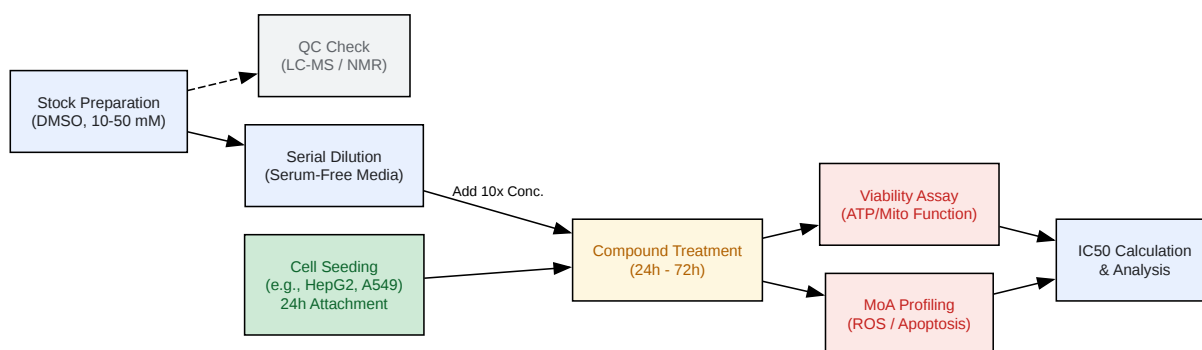 QC Check
(LC-MS / NMR)
Stock Preparation
(DMSO, 10-50 mM)
Serial Dilution
(Serum-Free Media)
Add 10x Conc.
Cell Seeding
(e.g., HepG2, A549)
24h Attachment
Compound Treatment
(24h - 72h)
Viability Assay
(ATP/Mito Function)
MoA Profiling
(ROS / Apoptosis)
IC50 Calculation
& Analysis